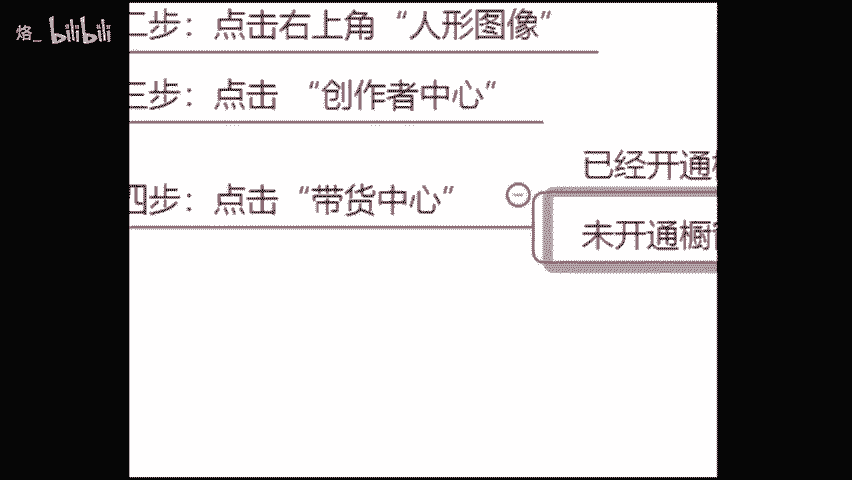 烙_ bilibili
二步：点击右上角“人形图像”
三步：点击 “创作者中心”
已经开通
四步：点击“带货中心”
未开通橱